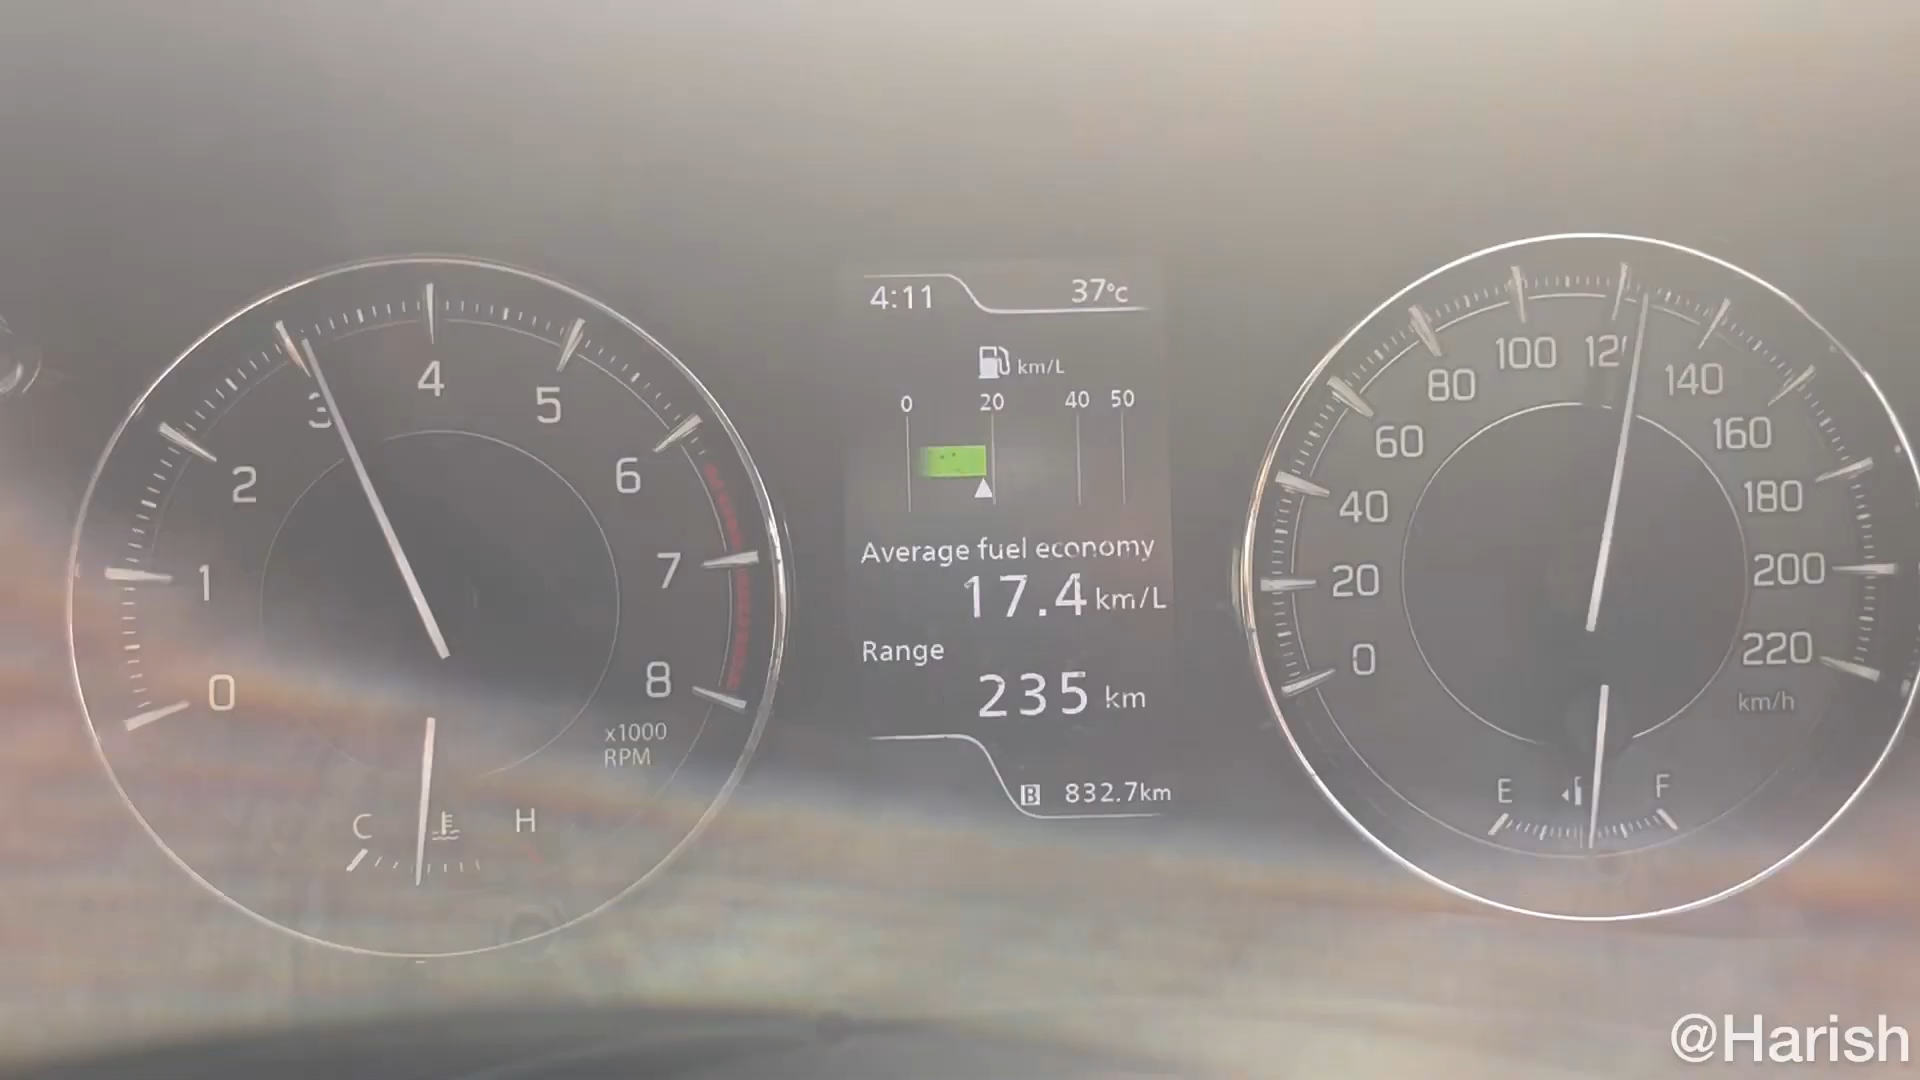 4:11 37°c
km/L
0 20 40 50
Average fuel economy
17.4 km/L
Range
235 km
B 832.7km
0 1 2 3 4 5 6 7 8
x1000
RPM
C H
0 20 40 60 80 100 120 140 160 180 200 220
km/h
E F
@Harish